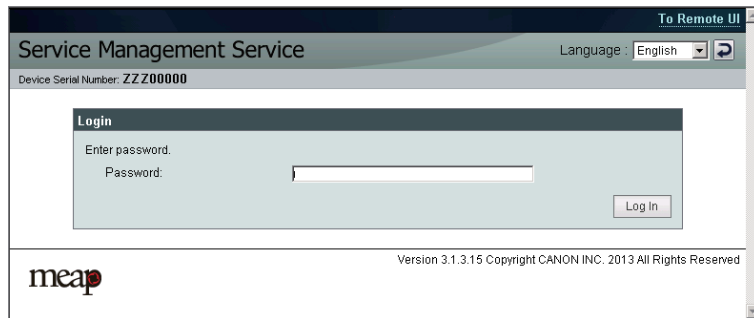 To Remote UI
Service Management Service
Language : English
Device Serial Number: ZZZ00000
Login
Enter password.
Password:
Log In
Version 3.1.3.15 Copyright CANON INC. 2013 All Rights Reserved
meap